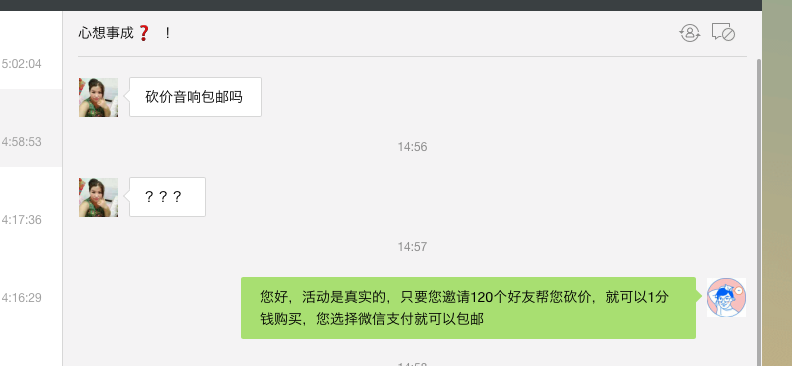 心想事成❓ !
5:02:04
砍价音响包邮吗
4:58:53
14:56
???
4:17:36
14:57
4:16:29
您好，活动是真实的，只要您邀请120个好友帮您砍价，就可以1分
钱购买，您选择微信支付就可以包邮